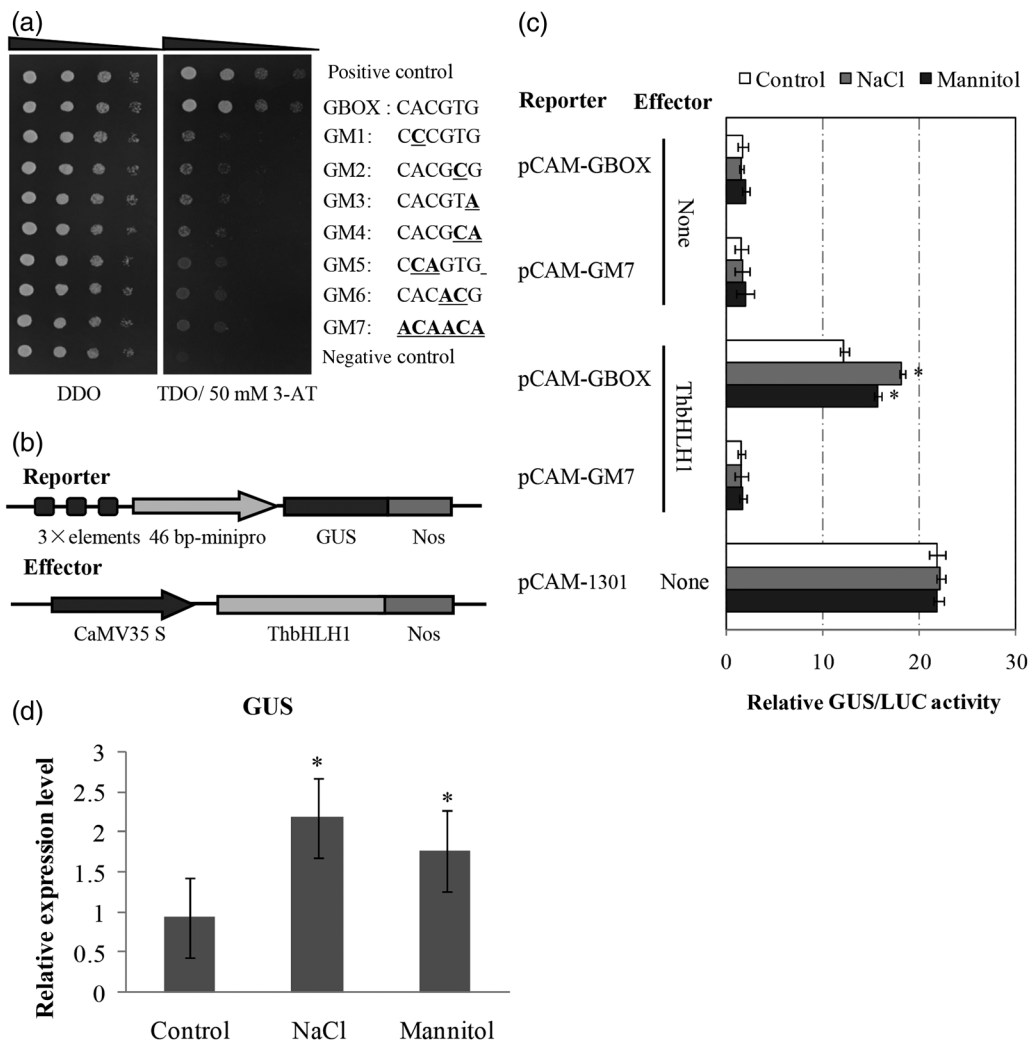 (a)
Positive control
GBOX : CACGTG
GM1: CCCGTG
GM2: CACGCG
GM3: CACGTA
GM4: CACGCA
GM5: CCAGTG
GM6: CACACG
GM7: ACAACA
Negative control
DDO
TDO/ 50 mM 3-AT
(b)
Reporter
3×elements 46 bp-minipro GUS Nos
Effector
CaMV35 S ThbHLH1 Nos
(c)
Control NaCl Mannitol
Reporter Effector
pCAM-GBOX
None
pCAM-GM7
pCAM-GBOX
*
*
ThbHLH1
pCAM-GM7
pCAM-1301 None
0 10 20 30
Relative GUS/LUC activity
(d)
GUS
Relative expression level
3
2.5
2
1.5
1
0.5
0
*
*
Control NaCl Mannitol